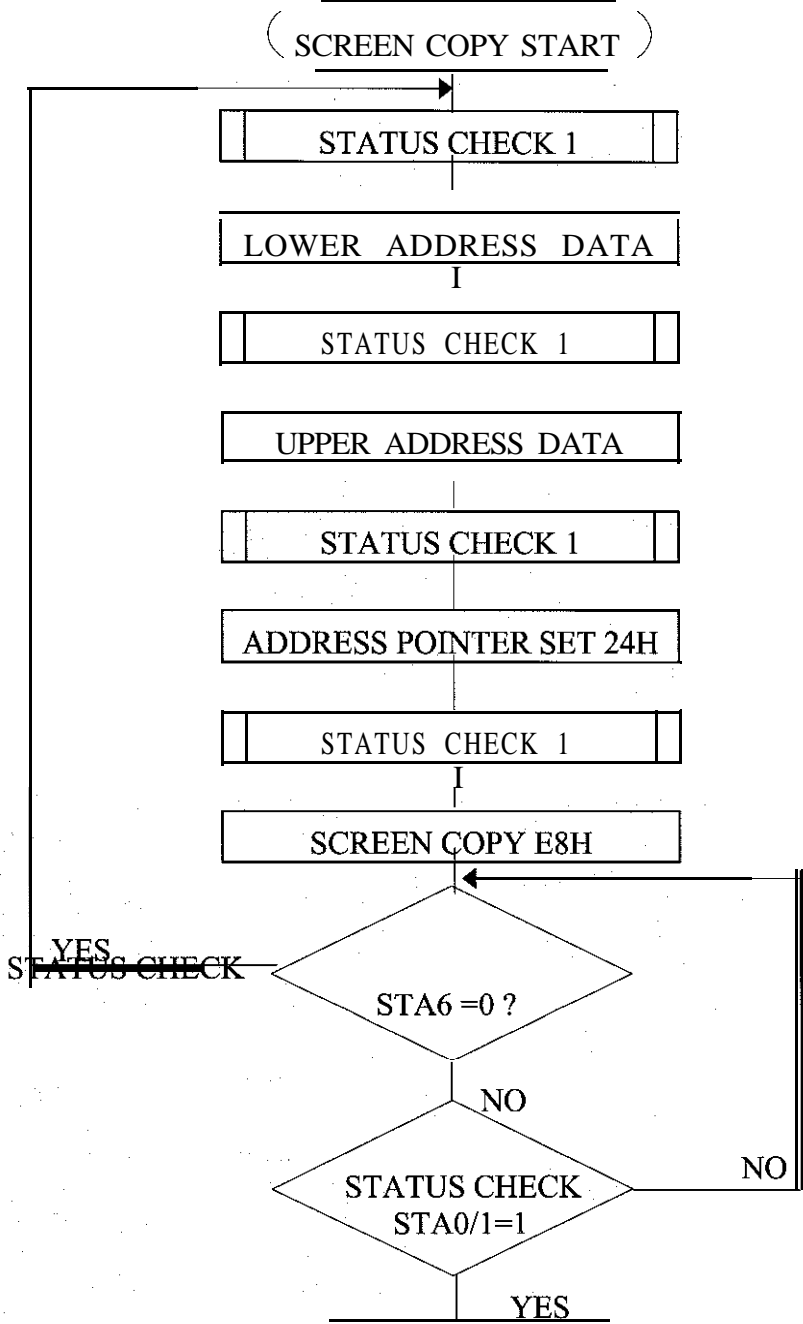 SCREEN COPY START
STATUS CHECK 1
LOWER ADDRESS DATA
STATUS CHECK 1
UPPER ADDRESS DATA
STATUS CHECK 1
ADDRESS POINTER SET 24H
STATUS CHECK 1
SCREEN COPY E8H
YES
STATUS CHECK
STA6 =0 ?
NO
STATUS CHECK
STA0/1=1
NO
YES